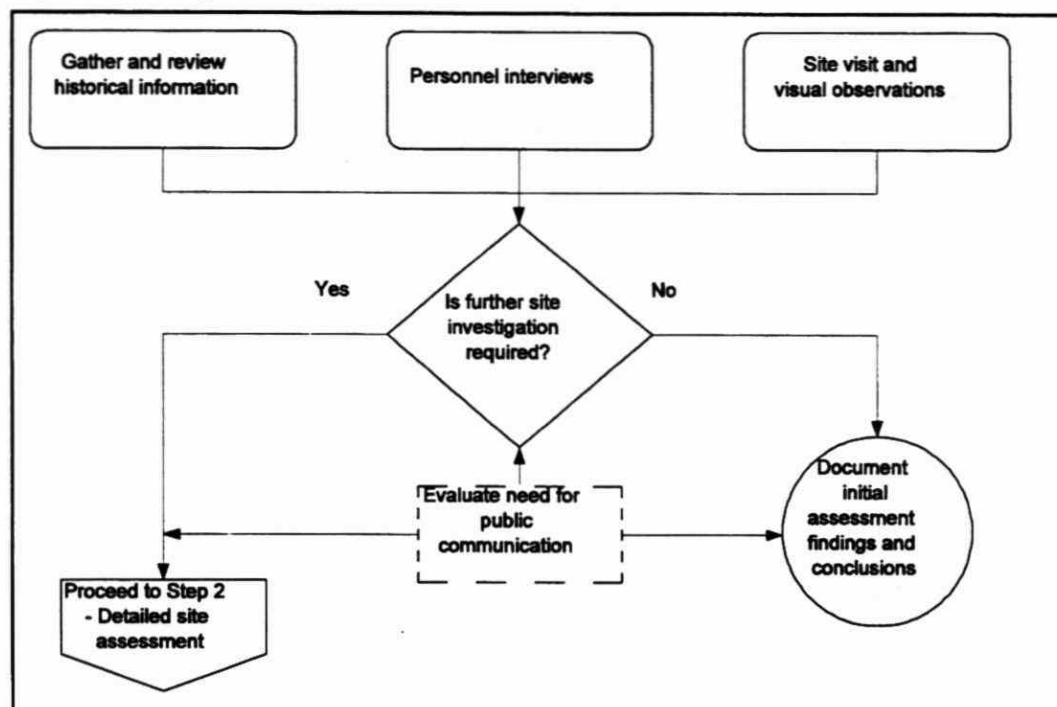 Gather and review
historical information
Personnel interviews
Site visit and
visual observations
Yes
No
Is further site
investigation
required?
Evaluate need for
public
communication
Document
initial
assessment
findings and
conclusions
Proceed to Step 2
- Detailed site
assessment